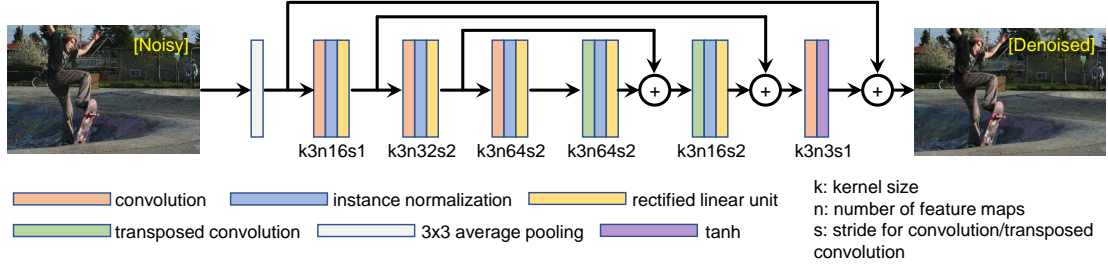 [Noisy]
[Denoised]
+
+
+
k3n16s1
k3n32s2
k3n64s2
k3n64s2
k3n16s2
k3n3s1
convolution
instance normalization
rectified linear unit
transposed convolution
3x3 average pooling
tanh
k: kernel size
n: number of feature maps
s: stride for convolution/transposed
convolution